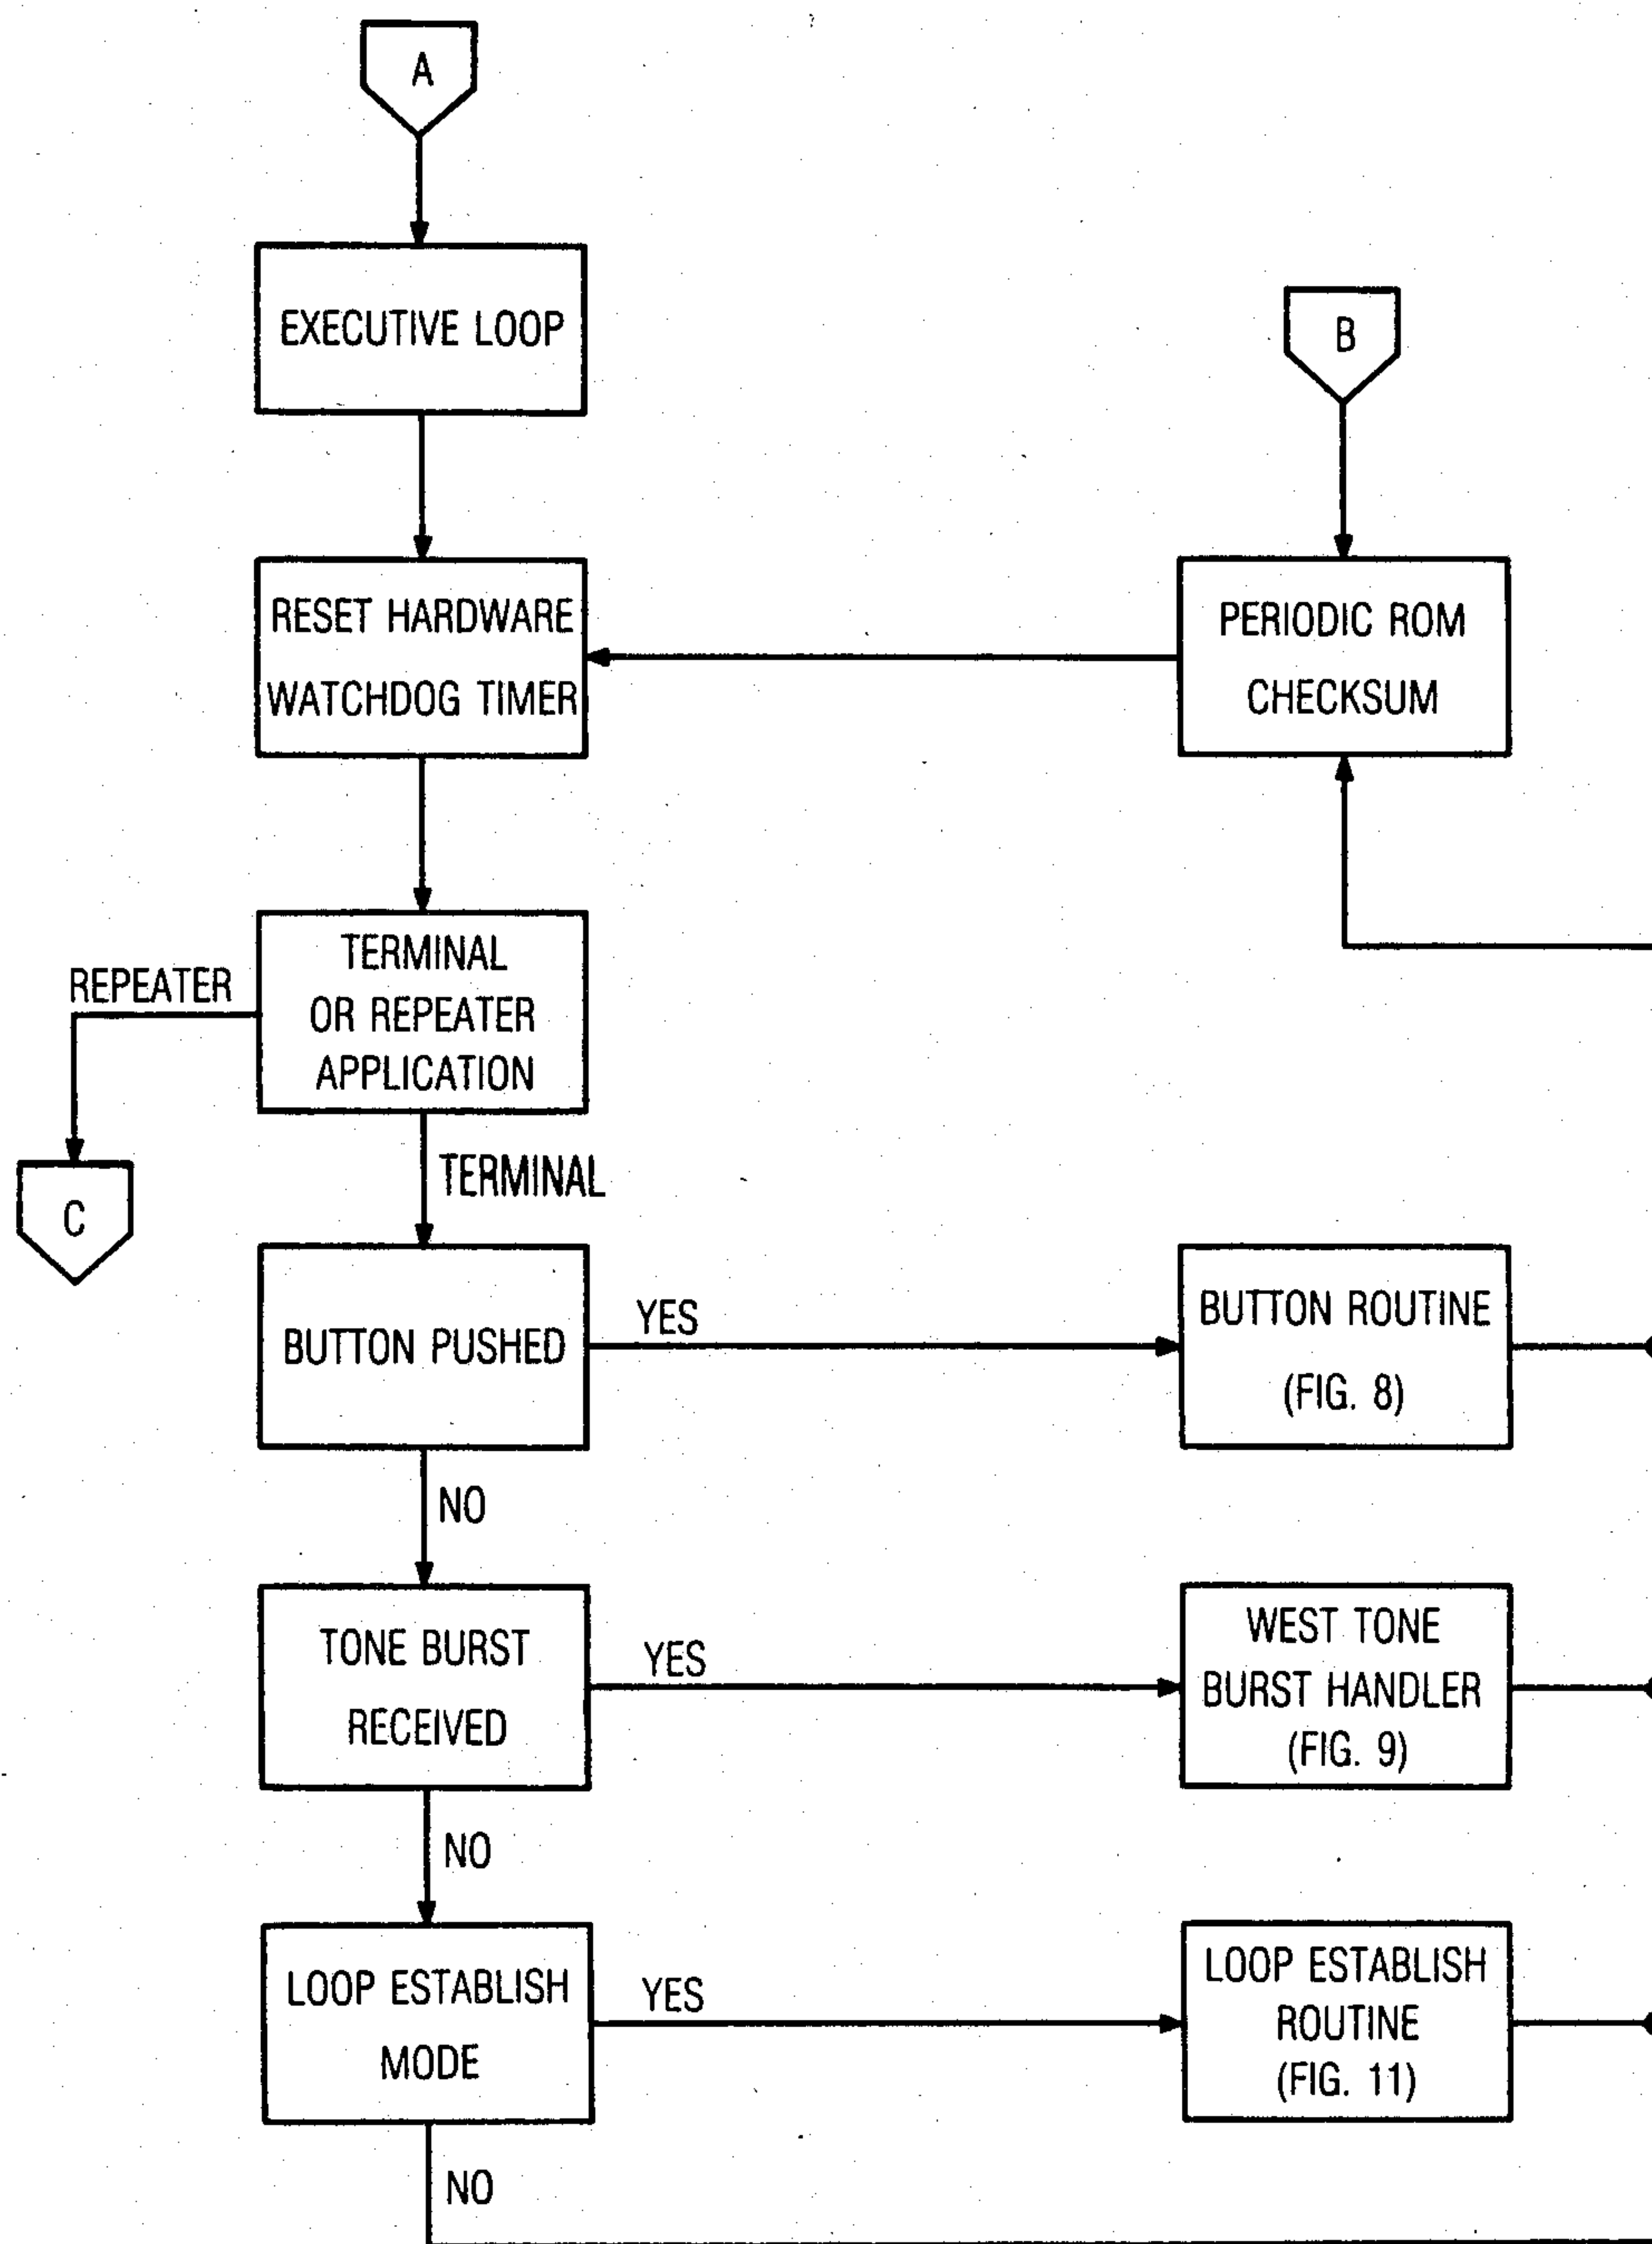 A
EXECUTIVE LOOP
B
RESET HARDWARE
WATCHDOG TIMER
PERIODIC ROM
CHECKSUM
TERMINAL
OR REPEATER
APPLICATION
REPEATER
C
TERMINAL
BUTTON PUSHED
YES
BUTTON ROUTINE
(FIG. 8)
NO
TONE BURST
RECEIVED
YES
WEST TONE
BURST HANDLER
(FIG. 9)
NO
LOOP ESTABLISH
MODE
YES
LOOP ESTABLISH
ROUTINE
(FIG. 11)
NO